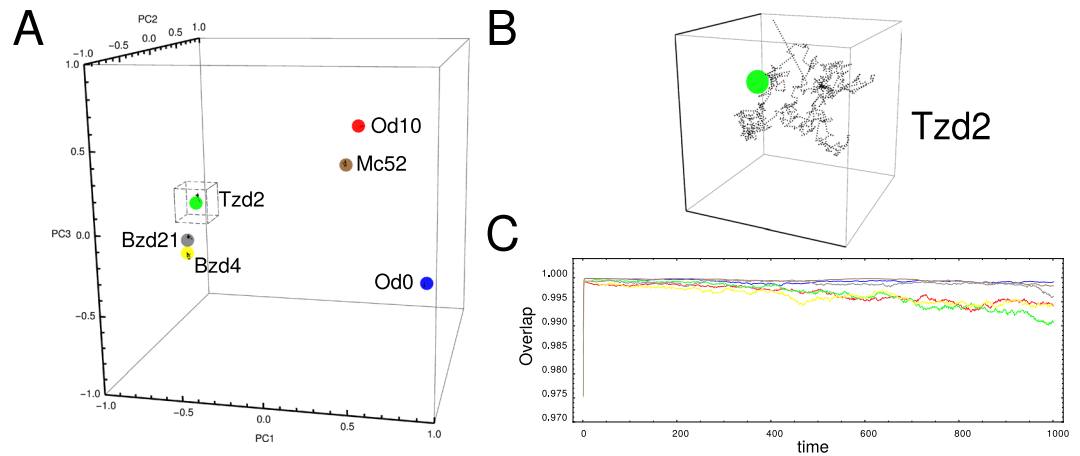 A
PC2
−1.0
−0.5
0.0
0.5
1.0
1.0
0.5
PC3
0.0
−0.5
−1.0
Od10
Mc52
Tzd2
Bzd21
Bzd4
Od0
−1.0
−0.5
0.0
0.5
1.0
PC1
B
Tzd2
C
Overlap
1.000
0.995
0.990
0.985
0.980
0.975
0.970
0
200
400
600
800
1000
time